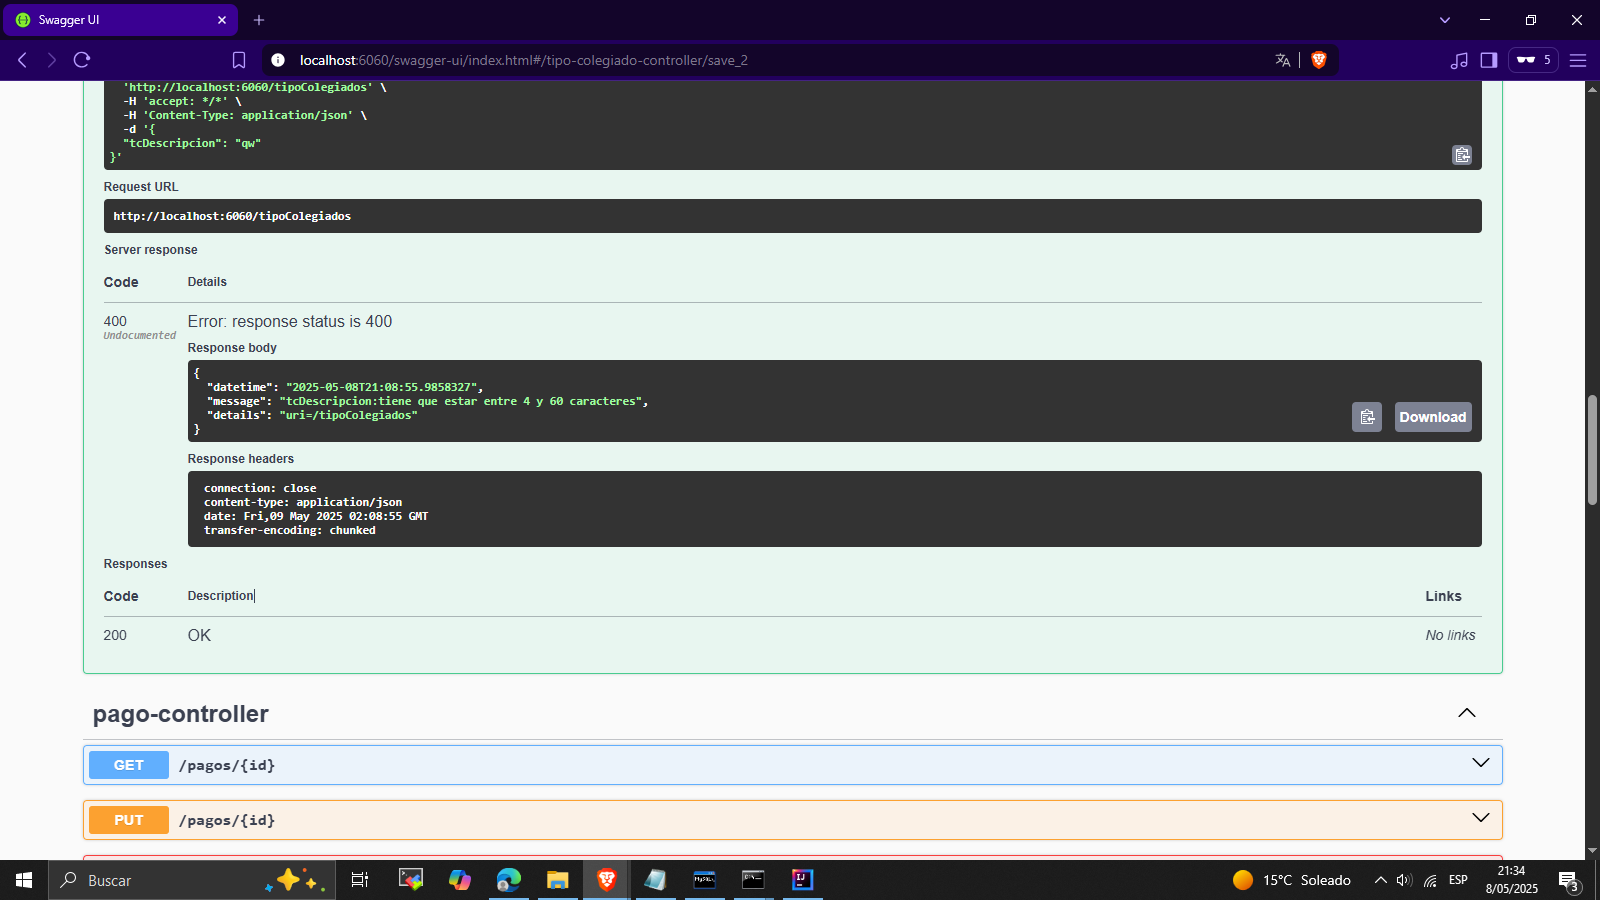 Swagger UI
localhost:6060/swagger-ui/index.html#/tipo-colegiado-controller/save_2
5
'http://localhost:6060/tipoColegiados' \
-H 'accept: */*' \
-H 'Content-Type: application/json' \
-d '{
"tcDescripcion": "qw"
}'
Request URL
http://localhost:6060/tipoColegiados
Server response
Code Details
400 Error: response status is 400
Undocumented
Response body
{
"datetime": "2025-05-08T21:08:55.9858327",
"message": "tcDescripcion:tiene que estar entre 4 y 60 caracteres",
"details": "uri=/tipoColegiados"
}
Download
Response headers
connection: close
content-type: application/json
date: Fri,09 May 2025 02:08:55 GMT
transfer-encoding: chunked
Responses
Code Description Links
200 OK No links
pago-controller
GET /pagos/{id}
PUT /pagos/{id}
Buscar
15°C Soleado
ESP
21:34
8/05/2025
3